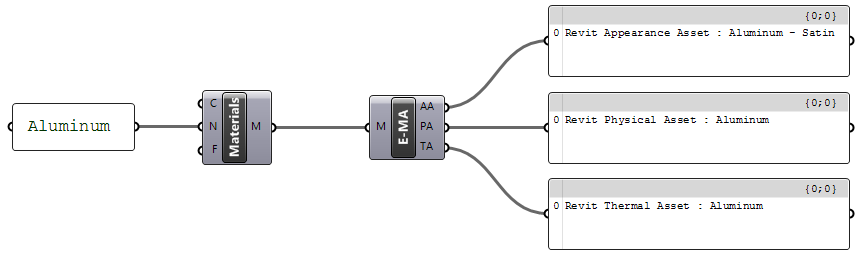 Aluminum
C
N
F
Materials
M
M
E-MA
AA
PA
TA
{0;0}
0 Revit Appearance Asset : Aluminum - Satin
{0;0}
0 Revit Physical Asset : Aluminum
{0;0}
0 Revit Thermal Asset : Aluminum